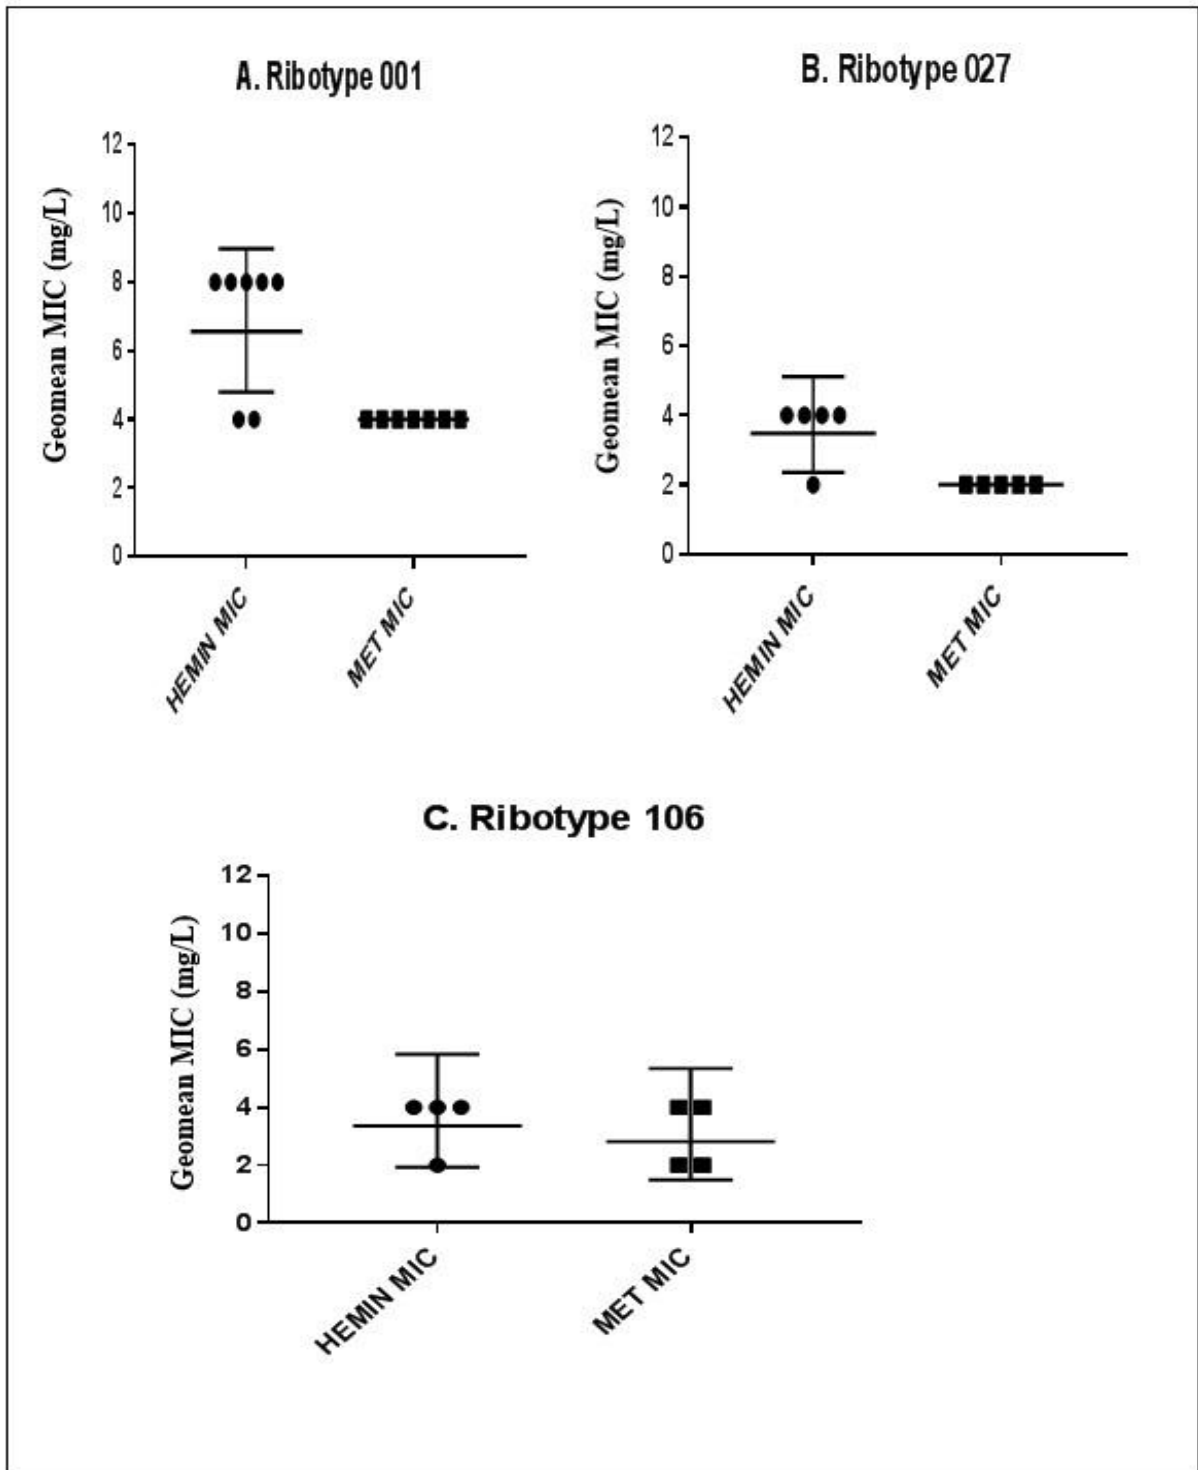 A. Ribotype 001
Geomean MIC (mg/L)
12
10
8
6
4
2
0
HEMIN MIC
MET MIC
B. Ribotype 027
Geomean MIC (mg/L)
12
10
8
6
4
2
0
HEMIN MIC
MET MIC
C. Ribotype 106
Geomean MIC (mg/L)
12
10
8
6
4
2
0
HEMIN MIC
MET MIC